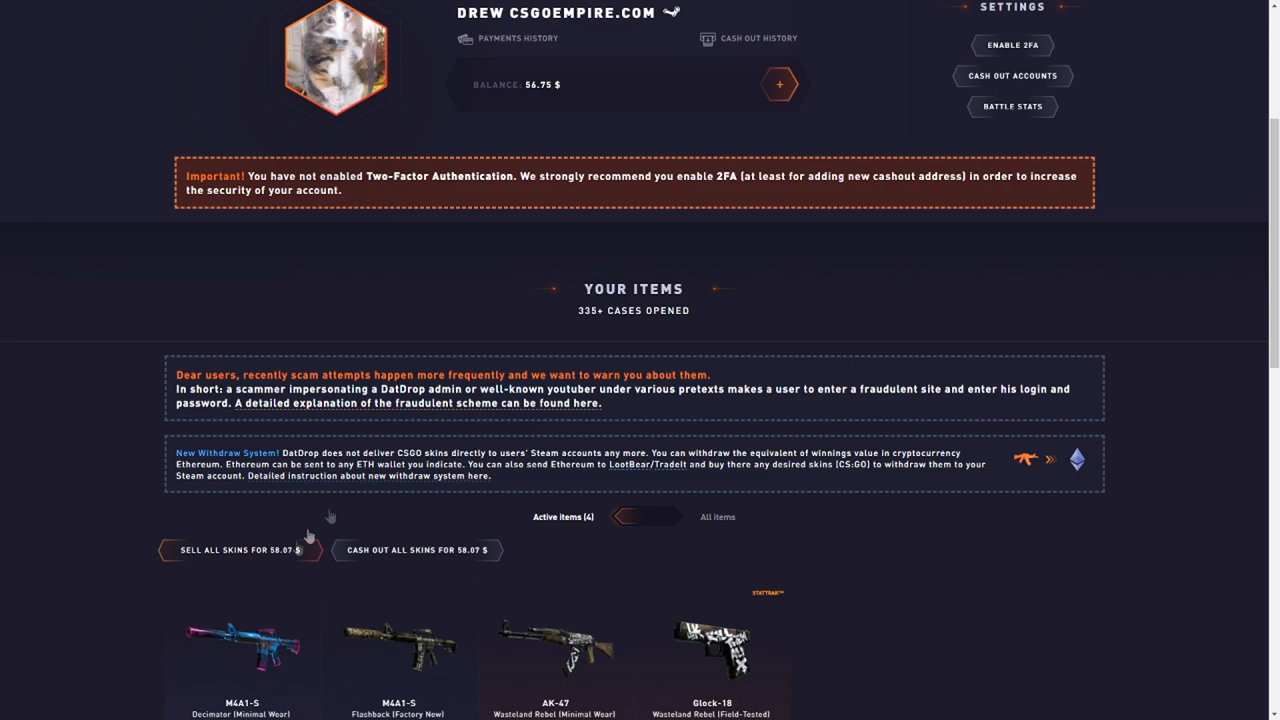 DREW CSGOEMPIRE.COM
SETTINGS
PAYMENTS HISTORY
CASH OUT HISTORY
ENABLE 2FA
BALANCE: 56.75 $
+
CASH OUT ACCOUNTS
BATTLE STATS
Important! You have not enabled Two-Factor Authentication. We strongly recommend you enable 2FA (at least for adding new cashout address) in order to increase
the security of your account.
YOUR ITEMS
335+ CASES OPENED
Dear users, recently scam attempts happen more frequently and we want to warn you about them.
In short: a scammer impersonating a DatDrop admin or well-known youtuber under various pretexts makes a user to enter a fraudulent site and enter his login and
password. A detailed explanation of the fraudulent scheme can be found here.
New Withdraw System! DatDrop does not deliver CSGO skins directly to users' Steam accounts any more. You can withdraw the equivalent of winnings value in cryptocurrency
Ethereum. Ethereum can be sent to any ETH wallet you indicate. You can also send Ethereum to LootBear/TradeIt and buy there any desired skins (CS:GO) to withdraw them to your
Steam account. Detailed instruction about new withdraw system here.
Active items (4)
All Items
SELL ALL SKINS FOR 58.07 $
CASH OUT ALL SKINS FOR 58.07 $
STATTRAK™
M4A1-S
Decimator (Minimal Wear)
M4A1-S
Flashback (Factory New)
AK-47
Wasteland Rebel (Minimal Wear)
Glock-18
Wasteland Rebel (Field-Tested)